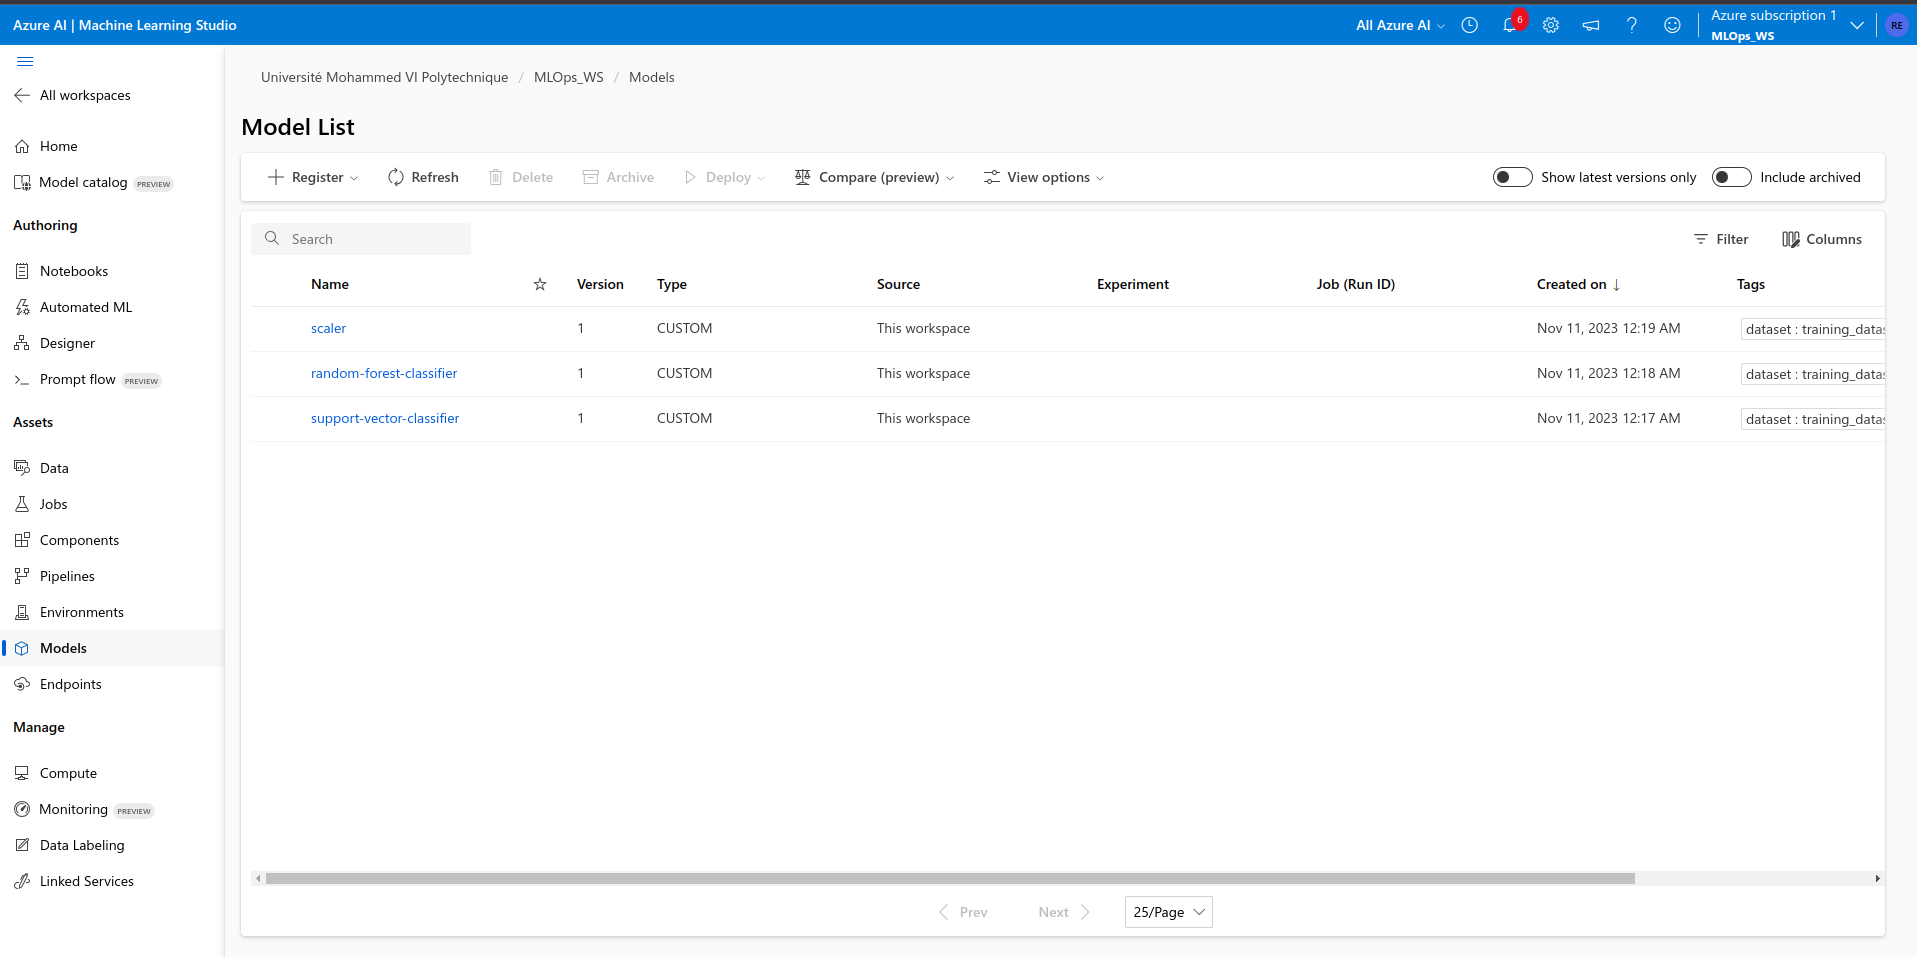 Azure AI | Machine Learning Studio
All Azure AI
6
Azure subscription 1
MLOps_WS
RE
All workspaces
Home
Model catalog PREVIEW
Authoring
Notebooks
Automated ML
Designer
Prompt flow PREVIEW
Assets
Data
Jobs
Components
Pipelines
Environments
Models
Endpoints
Manage
Compute
Monitoring PREVIEW
Data Labeling
Linked Services
Université Mohammed VI Polytechnique / MLOps_WS / Models
Model List
Register Refresh Delete Archive Deploy Compare (preview) View options Show latest versions only Include archived
Search Filter Columns
Name Version Type Source Experiment Job (Run ID) Created on ↓ Tags
scaler 1 CUSTOM This workspace Nov 11, 2023 12:19 AM dataset : training_datas
random-forest-classifier 1 CUSTOM This workspace Nov 11, 2023 12:18 AM dataset : training_datas
support-vector-classifier 1 CUSTOM This workspace Nov 11, 2023 12:17 AM dataset : training_datas
Prev Next 25/Page